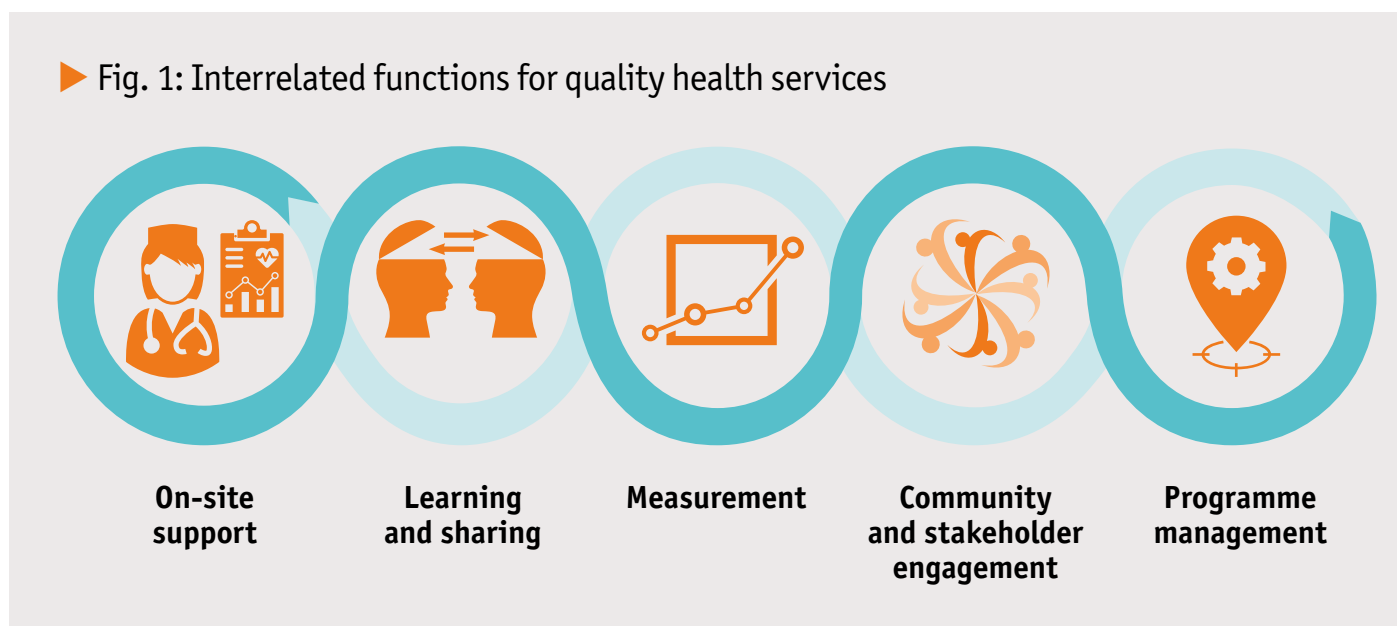 Fig. 1: Interrelated functions for quality health services
On-site
support
Learning
and sharing
Measurement
Community
and stakeholder
engagement
Programme
management